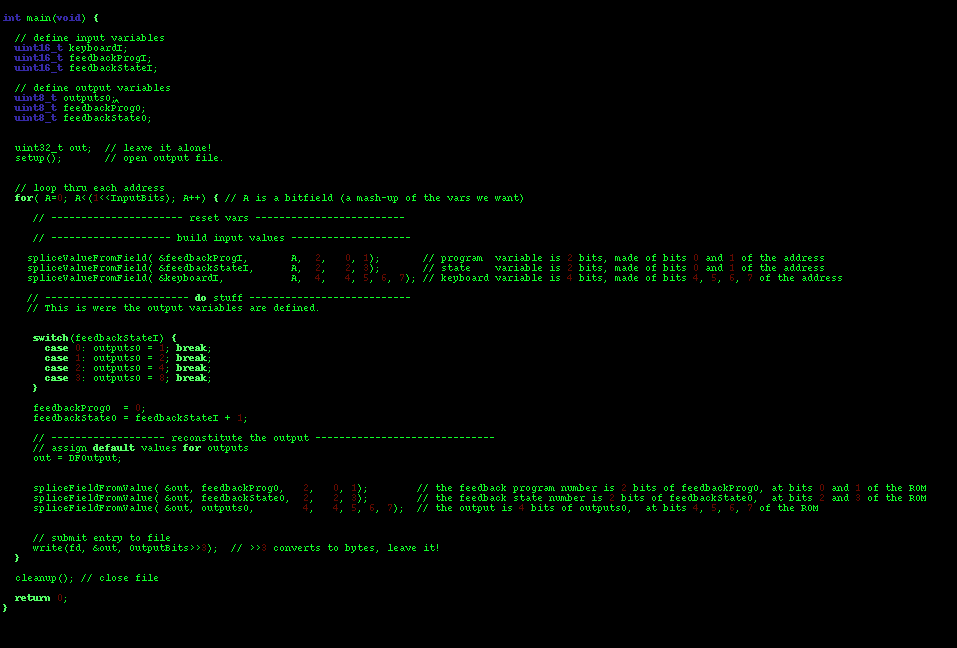 int main(void) {
// define input variables
uint16_t keyboardI;
uint16_t feedbackProgI;
uint16_t feedbackStateI;
// define output variables
uint8_t outputsO;
uint8_t feedbackProgO;
uint8_t feedbackStateO;
uint32_t out; // leave it alone!
setup(); // open output file.
// loop thru each address
for( A=0; A<(1<<InputBits); A++) { // A is a bitfield (a mash-up of the vars we want)
// ---------------------- reset vars -------------------------
// -------------------- build input values --------------------
spliceValueFromField( &feedbackProgI, A, 2, 0, 1); // program variable is 2 bits, made of bits 0 and 1 of the address
spliceValueFromField( &feedbackStateI, A, 2, 2, 3); // state variable is 2 bits, made of bits 0 and 1 of the address
spliceValueFromField( &keyboardI, A, 4, 4, 5, 6, 7); // keyboard variable is 4 bits, made of bits 4, 5, 6, 7 of the address
// ------------------------ do stuff ---------------------------
// This is were the output variables are defined.
switch(feedbackStateI) {
case 0: outputsO = 1; break;
case 1: outputsO = 2; break;
case 2: outputsO = 4; break;
case 3: outputsO = 8; break;
}
feedbackProgO = 0;
feedbackStateO = feedbackStateI + 1;
// ------------------- reconstitute the output ------------------------------
// assign default values for outputs
out = DFOutput;
spliceFieldFromValue( &out, feedbackProgO, 2, 0, 1); // the feedback program number is 2 bits of feedbackProgO, at bits 0 and 1 of the ROM
spliceFieldFromValue( &out, feedbackStateO, 2, 2, 3); // the feedback state number is 2 bits of feedbackStateO, at bits 2 and 3 of the ROM
spliceFieldFromValue( &out, outputsO, 4, 4, 5, 6, 7); // the output is 4 bits of outputsO, at bits 4, 5, 6, 7 of the ROM
// submit entry to file
write(fd, &out, OutputBits>>3); // >>3 converts to bytes, leave it!
}
cleanup(); // close file
return 0;
}